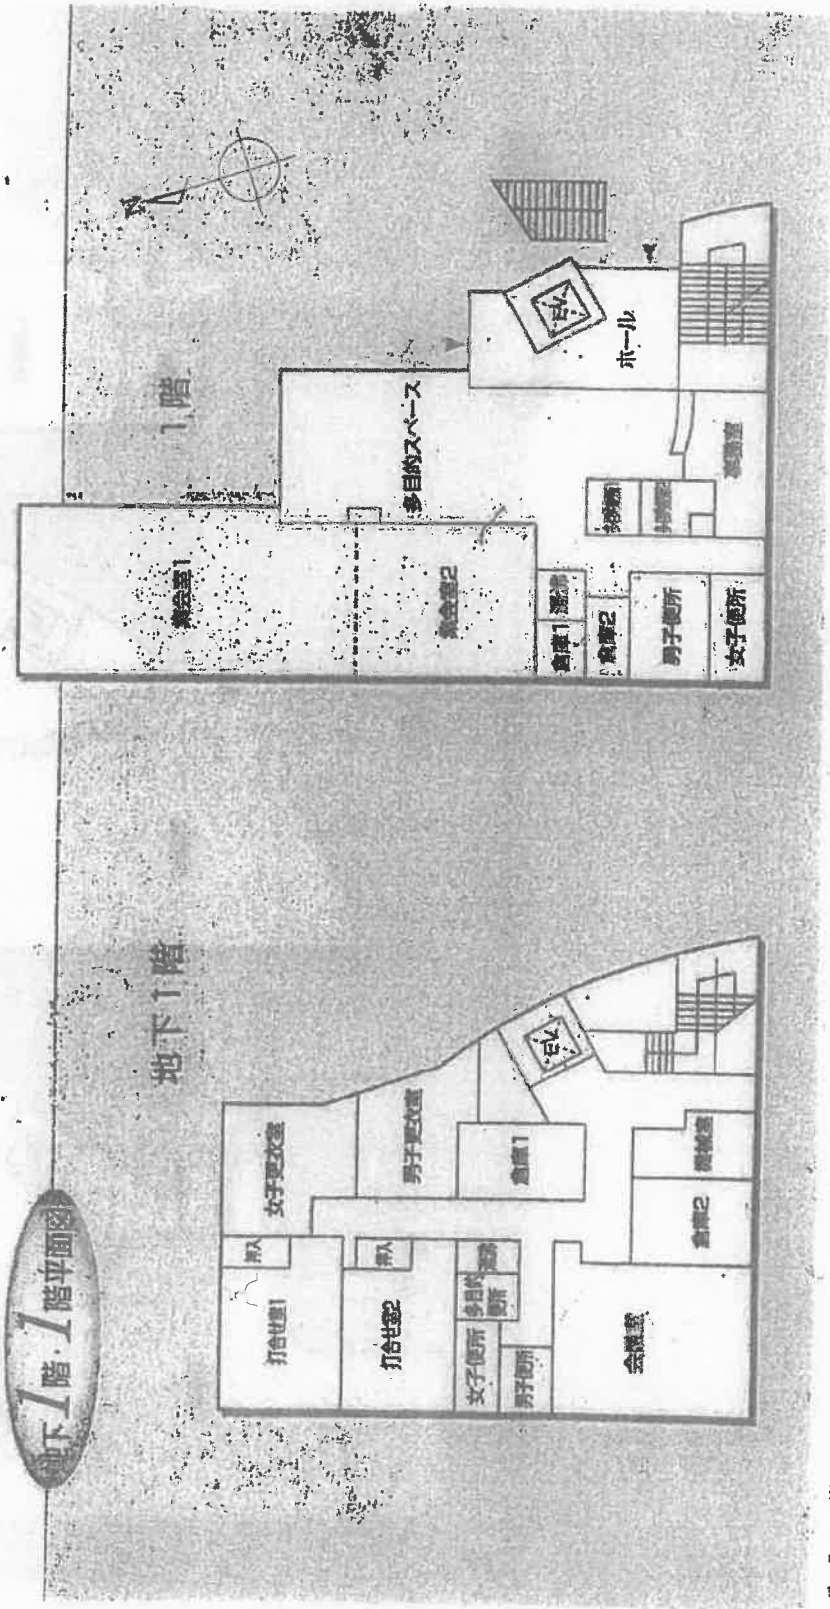 地下1階・1階平面図
地下1階
女子更衣室
男子更衣室
押入
押入
打合せ室1
打合せ室2
倉庫1
EV
湯沸
多目的
便所
女子便所
男子便所
機械室
倉庫2
会議室
1階
集会室1
集会室2
多目的スペース
EV
ホール
倉庫1
湯沸
倉庫2
男子便所
女子便所
事務室